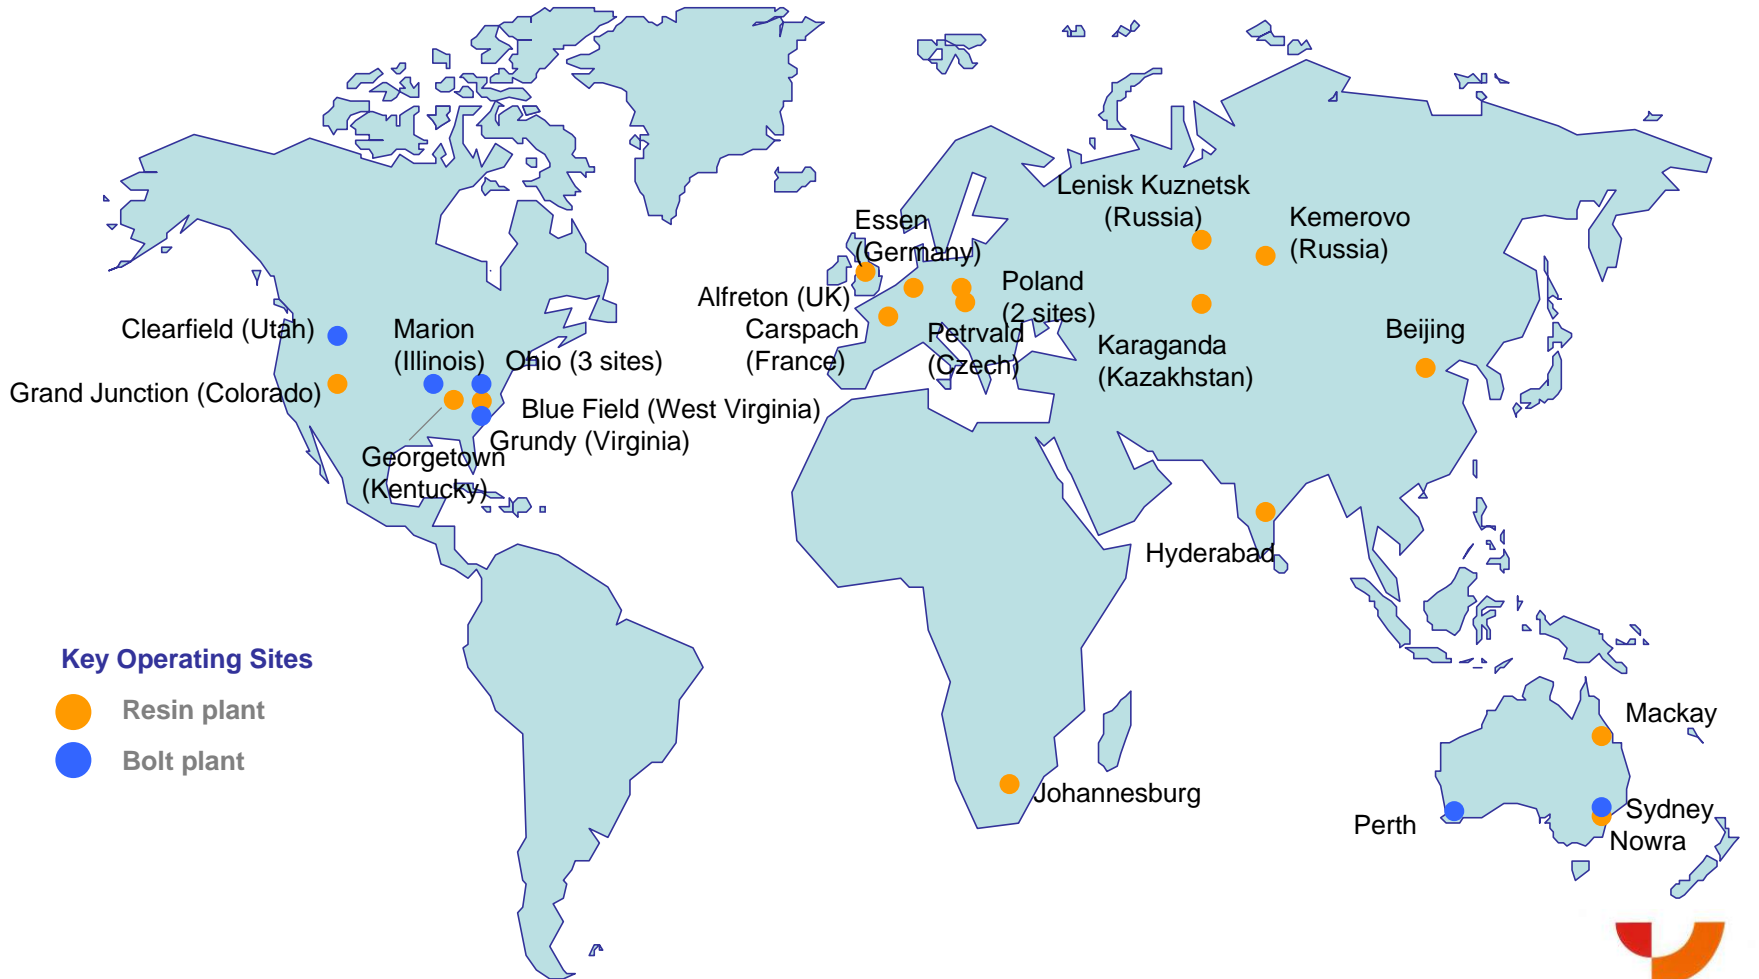 Lenisk Kuznetsk
(Russia)
Kemerovo
(Russia)
Essen
(Germany)
Alfreton (UK)
Carspach
(France)
Poland
(2 sites)
Petrvald
(Czech)
Karaganda
(Kazakhstan)
Beijing
Clearfield (Utah)
Marion
(Illinois)
Ohio (3 sites)
Grand Junction (Colorado)
Blue Field (West Virginia)
Grundy (Virginia)
Georgetown
(Kentucky)
Hyderabad
Key Operating Sites
Resin plant
Bolt plant
Johannesburg
Mackay
Perth
Sydney
Nowra